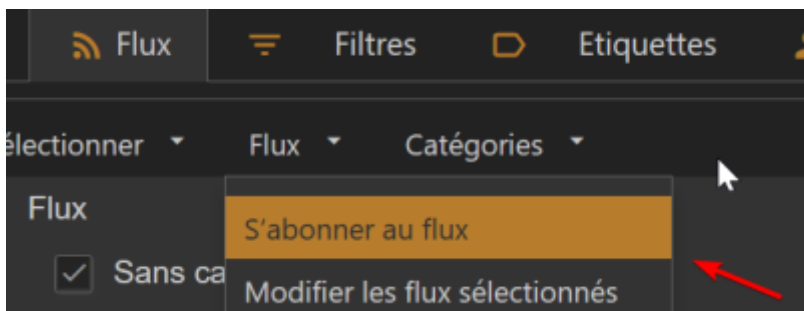 Flux Filtres Etiquettes
électionner Flux Catégories
Flux
S'abonner au flux
Sans ca
Modifier les flux sélectionnés